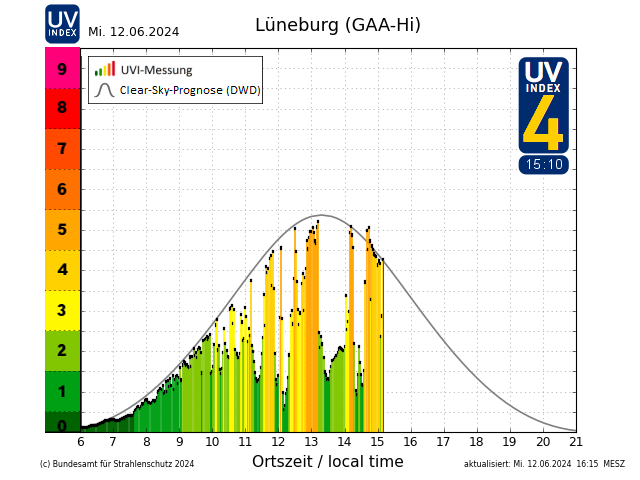 UV
INDEX
Mi. 12.06.2024
Lüneburg (GAA-Hi)
9
8
7
6
5
4
3
2
1
0
UVI-Messung
Clear-Sky-Prognose (DWD)
UV
INDEX
4
15:10
6 7 8 9 10 11 12 13 14 15 16 17 18 19 20 21
(c) Bundesamt für Strahlenschutz 2024
Ortszeit / local time
aktualisiert: Mi. 12.06.2024 16:15 MESZ